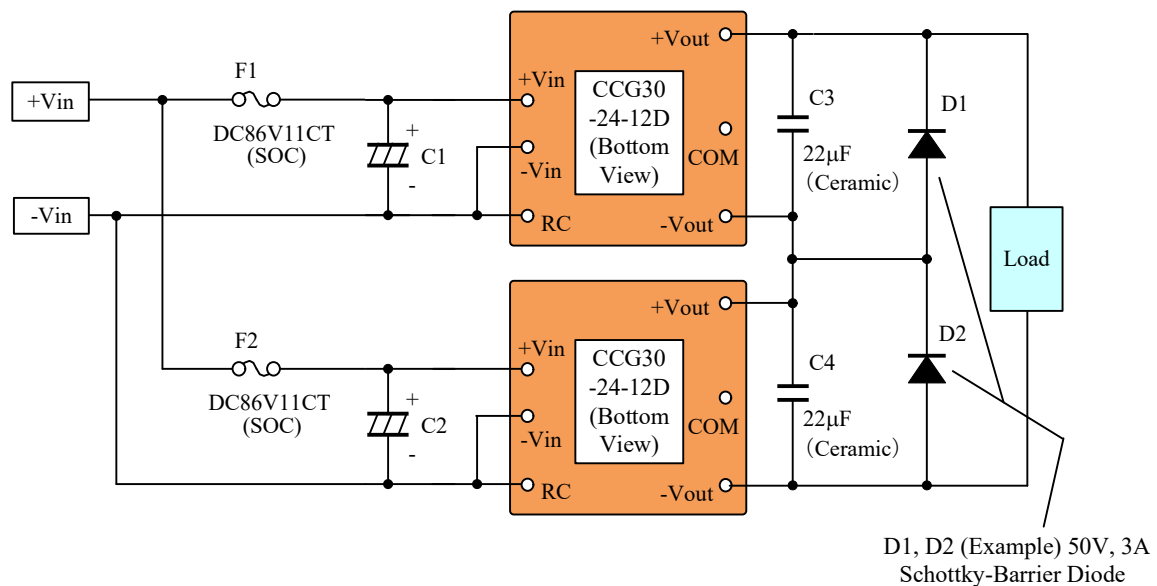 +Vout
F1
+Vin
+Vin
CCG30
-24-12D
(Bottom
View)
C3
D1
DC86V11CT
(SOC)
+
C1
-
-Vin
COM
22μF
(Ceramic)
-Vin
RC
-Vout
Load
+Vout
F2
+Vin
CCG30
-24-12D
(Bottom
View)
D2
C4
DC86V11CT
(SOC)
+
C2
-
-Vin
COM
22μF
(Ceramic)
RC
-Vout
D1, D2 (Example) 50V, 3A
Schottky-Barrier Diode